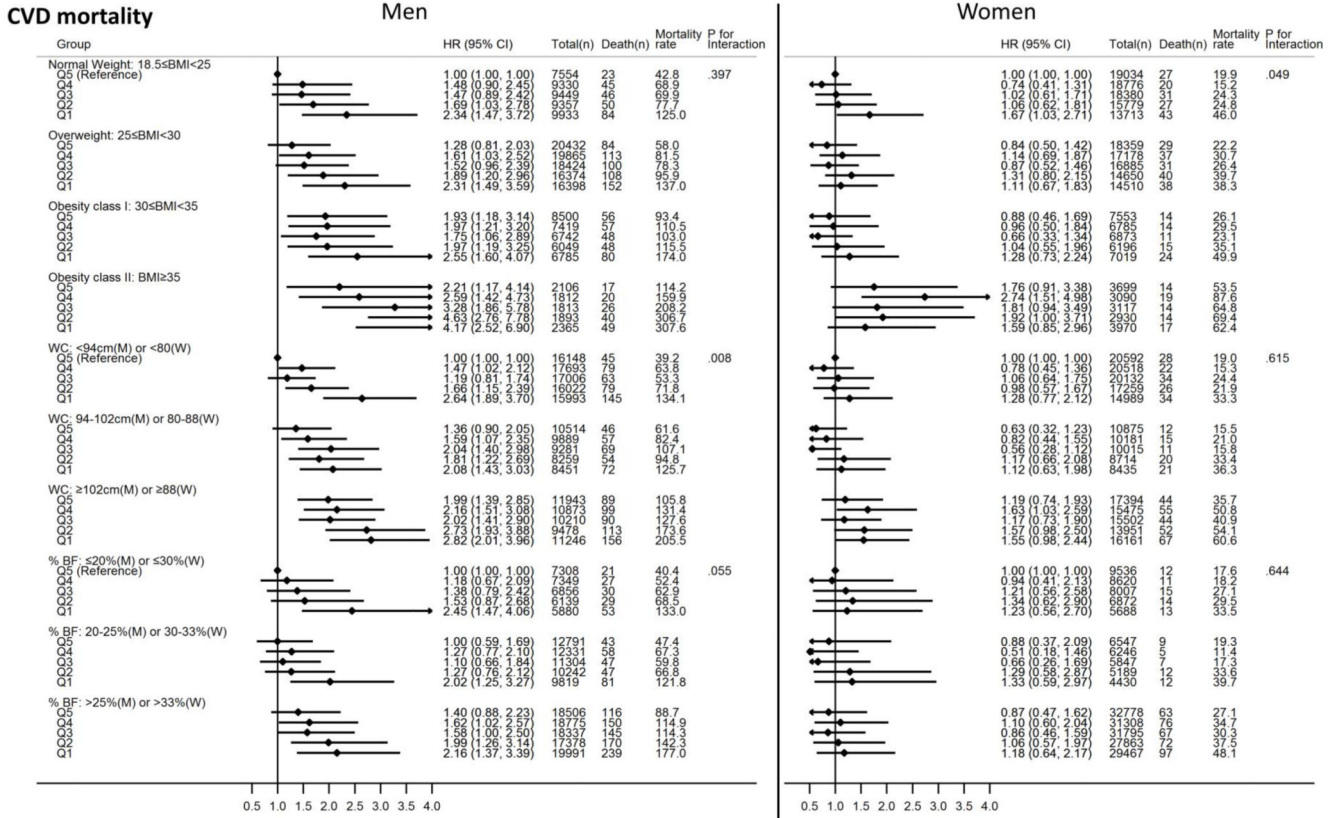 CVD mortality
Men
Women
Group HR (95% CI) Total(n) Death(n) Mortality rate P for Interaction HR (95% CI) Total(n) Death(n) Mortality rate P for Interaction
Normal Weight: 18.5≤BMI<25
Q5 (Reference) 1.00 (1.00, 1.00) 7554 23 42.8 .397 1.00 (1.00, 1.00) 19034 27 19.9 .049
Q4 1.48 (0.90, 2.45) 9330 45 68.9 0.74 (0.41, 1.31) 18776 20 15.2
Q3 1.47 (0.89, 2.42) 9449 46 69.9 1.02 (0.61, 1.71) 18380 31 24.3
Q2 1.69 (1.03, 2.78) 9357 50 77.7 1.06 (0.62, 1.81) 15779 27 24.8
Q1 2.34 (1.47, 3.72) 9933 84 125.0 1.67 (1.03, 2.71) 13713 43 46.0
Overweight: 25≤BMI<30
Q5 1.28 (0.81, 2.03) 20432 84 58.0 0.84 (0.50, 1.42) 18359 29 22.2
Q4 1.61 (1.03, 2.52) 19865 113 81.5 1.14 (0.69, 1.87) 17178 37 30.7
Q3 1.52 (0.96, 2.39) 18424 100 78.3 0.87 (0.52, 1.46) 16885 31 26.4
Q2 1.89 (1.20, 2.96) 16374 108 95.9 1.31 (0.80, 2.15) 14650 40 39.7
Q1 2.31 (1.49, 3.59) 16398 152 137.0 1.11 (0.67, 1.83) 14510 38 38.3
Obesity class I: 30≤BMI<35
Q5 1.93 (1.18, 3.14) 8500 56 93.4 0.88 (0.46, 1.69) 7553 14 26.1
Q4 1.97 (1.21, 3.20) 7419 57 110.5 0.96 (0.50, 1.84) 6785 14 29.5
Q3 1.75 (1.06, 2.89) 6742 48 103.0 0.66 (0.33, 1.34) 6873 11 23.1
Q2 1.97 (1.19, 3.25) 6049 48 115.5 1.04 (0.55, 1.96) 6196 15 35.1
Q1 2.55 (1.60, 4.07) 6785 80 174.0 1.28 (0.73, 2.24) 7019 24 49.9
Obesity class II: BMI≥35
Q5 2.21 (1.17, 4.14) 2106 17 114.2 1.76 (0.91, 3.38) 3699 14 53.5
Q4 2.59 (1.42, 4.73) 1812 20 159.9 2.74 (1.51, 4.98) 3090 19 87.6
Q3 3.28 (1.86, 5.78) 1813 26 208.2 1.81 (0.94, 3.49) 3117 14 64.8
Q2 4.63 (2.76, 7.78) 1893 40 306.7 1.92 (1.00, 3.71) 2930 14 69.4
Q1 4.17 (2.52, 6.90) 2365 49 307.6 1.59 (0.85, 2.96) 3970 17 62.4
WC: <94cm(M) or <80(W)
Q5 (Reference) 1.00 (1.00, 1.00) 16148 45 39.2 .008 1.00 (1.00, 1.00) 20592 28 19.0 .615
Q4 1.47 (1.02, 2.12) 17693 79 63.8 0.78 (0.45, 1.36) 20518 22 15.3
Q3 1.19 (0.81, 1.74) 17006 63 53.3 1.06 (0.64, 1.75) 20132 34 24.4
Q2 1.66 (1.15, 2.39) 16022 79 71.8 0.98 (0.57, 1.67) 17259 26 21.9
Q1 2.64 (1.89, 3.70) 15993 145 134.1 1.28 (0.77, 2.12) 14989 34 33.3
WC: 94-102cm(M) or 80-88(W)
Q5 1.36 (0.90, 2.05) 10514 46 61.6 0.63 (0.32, 1.23) 10875 12 15.5
Q4 1.59 (1.07, 2.35) 9889 57 82.4 0.82 (0.44, 1.55) 10181 15 21.0
Q3 2.04 (1.40, 2.98) 9281 69 107.1 0.56 (0.28, 1.12) 10015 11 15.8
Q2 1.81 (1.22, 2.69) 8259 54 94.8 1.17 (0.66, 2.08) 8714 20 33.4
Q1 2.08 (1.43, 3.03) 8451 72 125.7 1.12 (0.63, 1.98) 8435 21 36.3
WC: ≥102cm(M) or ≥88(W)
Q5 1.99 (1.39, 2.85) 11943 89 105.8 1.19 (0.74, 1.93) 17394 44 35.7
Q4 2.16 (1.51, 3.08) 10873 99 131.4 1.63 (1.03, 2.59) 15475 55 50.8
Q3 2.02 (1.41, 2.90) 10210 90 127.6 1.17 (0.73, 1.90) 15502 44 40.9
Q2 2.73 (1.93, 3.88) 9478 113 173.6 1.57 (0.98, 2.50) 13951 52 54.1
Q1 2.82 (2.01, 3.96) 11246 156 205.5 1.55 (0.98, 2.44) 16161 67 60.6
% BF: ≤20%(M) or ≤30%(W)
Q5 (Reference) 1.00 (1.00, 1.00) 7308 21 40.4 .055 1.00 (1.00, 1.00) 9536 12 17.6 .644
Q4 1.18 (0.67, 2.09) 7349 27 52.4 0.94 (0.41, 2.13) 8620 11 18.2
Q3 1.38 (0.79, 2.42) 6856 30 62.9 1.21 (0.56, 2.58) 8007 15 27.1
Q2 1.53 (0.87, 2.68) 6139 29 68.5 1.34 (0.62, 2.90) 6872 14 29.5
Q1 2.45 (1.47, 4.06) 5880 53 133.0 1.23 (0.56, 2.70) 5688 13 33.5
% BF: 20-25%(M) or 30-33%(W)
Q5 1.00 (0.59, 1.69) 12791 43 47.4 0.88 (0.37, 2.09) 6547 9 19.3
Q4 1.27 (0.77, 2.10) 12331 58 67.3 0.51 (0.18, 1.46) 6246 5 11.4
Q3 1.10 (0.66, 1.84) 11304 47 59.8 0.66 (0.26, 1.69) 5847 7 17.3
Q2 1.27 (0.76, 2.12) 10242 47 66.8 1.29 (0.58, 2.87) 5189 12 33.6
Q1 2.02 (1.25, 3.27) 9819 81 121.8 1.33 (0.59, 2.97) 4430 12 39.7
% BF: >25%(M) or >33%(W)
Q5 1.40 (0.88, 2.23) 18506 116 88.7 0.87 (0.47, 1.62) 32778 63 27.1
Q4 1.62 (1.02, 2.57) 18775 150 114.9 1.10 (0.60, 2.04) 31308 76 34.7
Q3 1.58 (1.00, 2.50) 18337 145 114.3 0.86 (0.46, 1.59) 31795 67 30.3
Q2 1.99 (1.26, 3.14) 17378 170 142.3 1.06 (0.57, 1.97) 27863 72 37.5
Q1 2.16 (1.37, 3.39) 19991 239 177.0 1.18 (0.64, 2.17) 29467 97 48.1
0.5 1.0 1.5 2.0 2.5 3.0 3.5 4.0 0.5 1.0 1.5 2.0 2.5 3.0 3.5 4.0